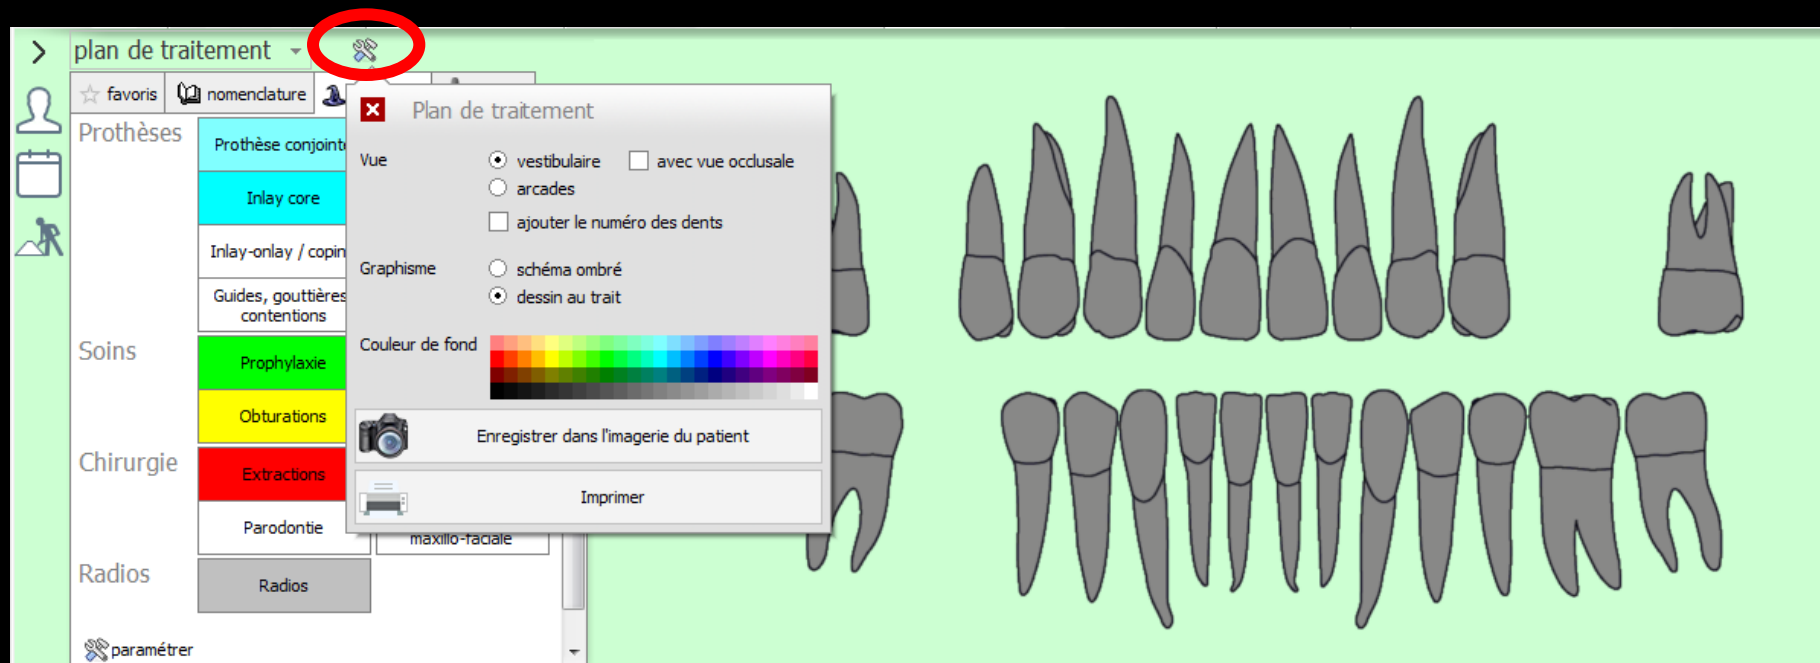 plan de traitement
favoris
nomenclature
Prothèses
Prothèse
Inlay core
Inlay-onlay /
Guides, gouttières
contentions
Soins
Prophylaxie
Obturations
Chirurgie
Extractions
Parodontie
maxillo-faciale
Radios
Radios
paramétrer
Plan de traitement
Vue
vestibulaire
avec vue occlusale
arcades
ajouter le numéro des dents
Graphisme
schéma ombré
dessin au trait
Couleur de fond
Enregistrer dans l'imagerie du patient
Imprimer